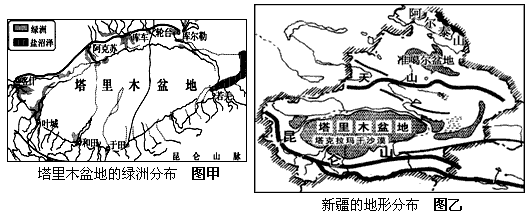 绿洲
盐沼泽
轮台
库车
库尔勒
阿克苏
喀什
塔里木盆地
若羌
叶城
和田
于田
昆仑山脉
塔里木盆地的绿洲分布 图甲
阿尔泰山
准噶尔盆地
天山
塔里木盆地
塔克拉玛干沙漠
昆仑山
新疆的地形分布 图乙